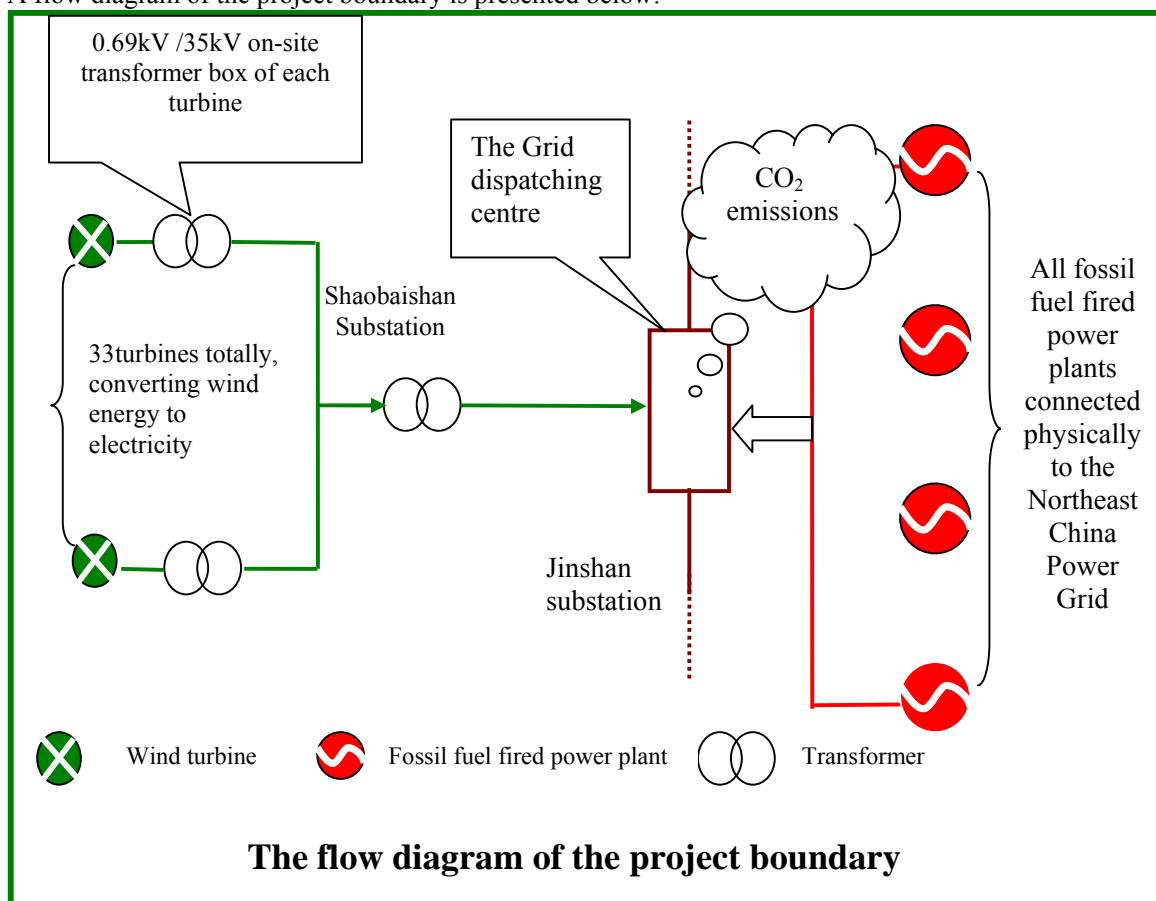 A flow diagram of the project boundary is presented below:
0.69kV /35kV on-site
transformer box of each
turbine
The Grid
dispatching
centre
CO₂
emissions
Shaobaishan
Substation
33turbines totally,
converting wind
energy to
electricity
All fossil
fuel fired
power
plants
connected
physically
to the
Northeast
China
Power
Grid
Jinshan
substation
Wind turbine
Fossil fuel fired power plant
Transformer
The flow diagram of the project boundary